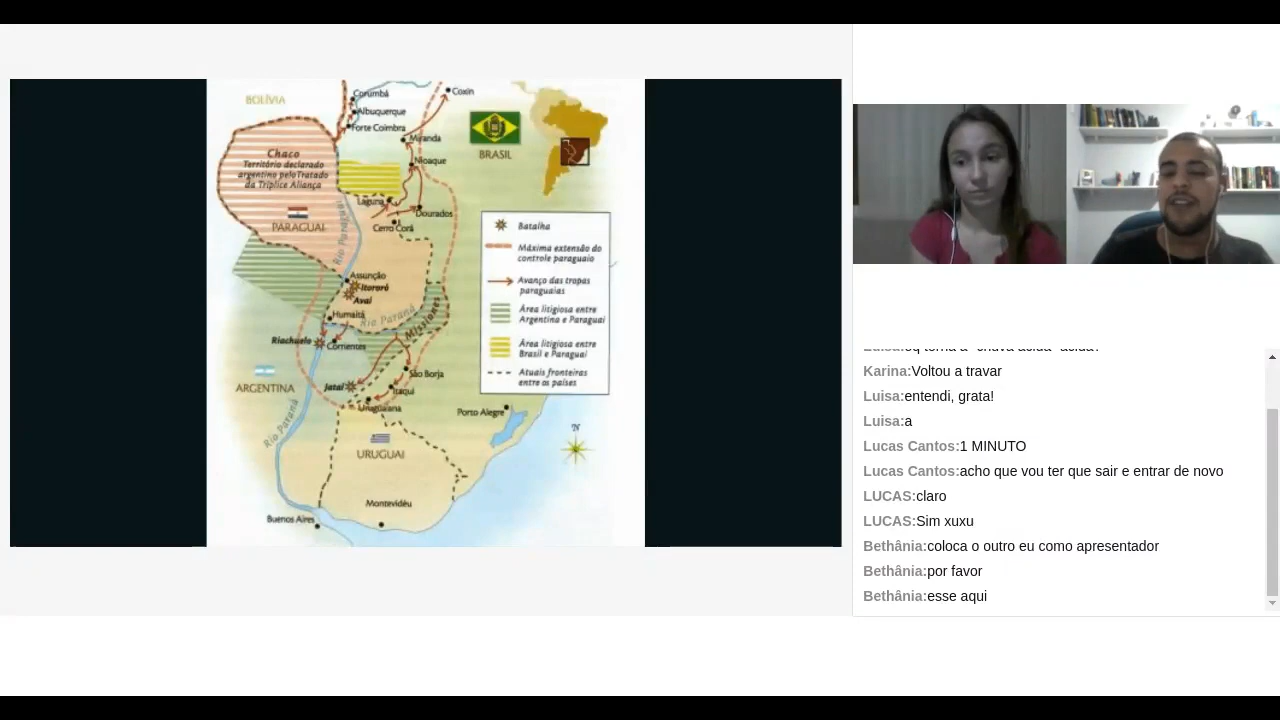 BOLÍVIA
Corumbá
Albuquerque
Forte Coimbra
Coxin
Miranda
Nioaque
BRASIL
Chaco
Território declarado
argentino pelo Tratado
da Tríplice Aliança
PARAGUAI
Rio Paraguai
Laguna
Dourados
Cerro Corá
Assunção
Itororó
Avaí
Humaitá
Rio Paraná
Missiones
Riachuelo
Corrientes
ARGENTINA
Jataí
São Borja
Itaqui
Uruguaiana
Porto Alegre
Rio Paraná
URUGUAI
Montevidéu
Buenos Aires
N
Batalha
Máxima extensão do
controle paraguaio
Avanço das tropas
paraguaias
Área litigiosa entre
Argentina e Paraguai
Área litigiosa entre
Brasil e Paraguai
Atuais fronteiras
entre os países
Karina:Voltou a travar
Luisa:entendi, grata!
Luisa:a
Lucas Cantos:1 MINUTO
Lucas Cantos:acho que vou ter que sair e entrar de novo
LUCAS:claro
LUCAS:Sim xuxu
Bethânia:coloca o outro eu como apresentador
Bethânia:por favor
Bethânia:esse aqui